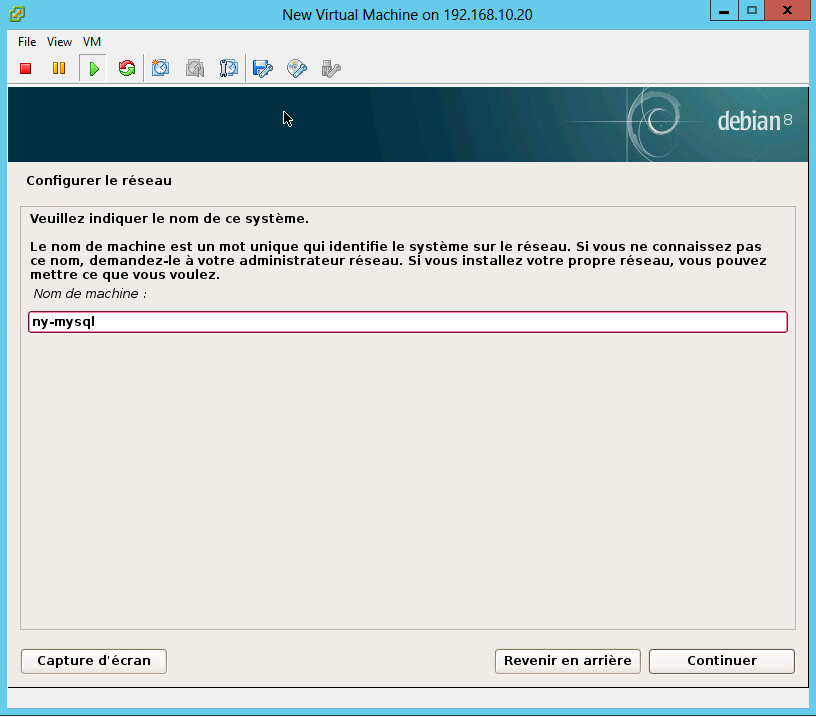 New Virtual Machine on 192.168.10.20
File View VM
debian 8
Configurer le réseau
Veuillez indiquer le nom de ce système.
Le nom de machine est un mot unique qui identifie le système sur le réseau. Si vous ne connaissez pas
ce nom, demandez-le à votre administrateur réseau. Si vous installez votre propre réseau, vous pouvez
mettre ce que vous voulez.
Nom de machine :
ny-mysql
Capture d'écran Revenir en arrière Continuer